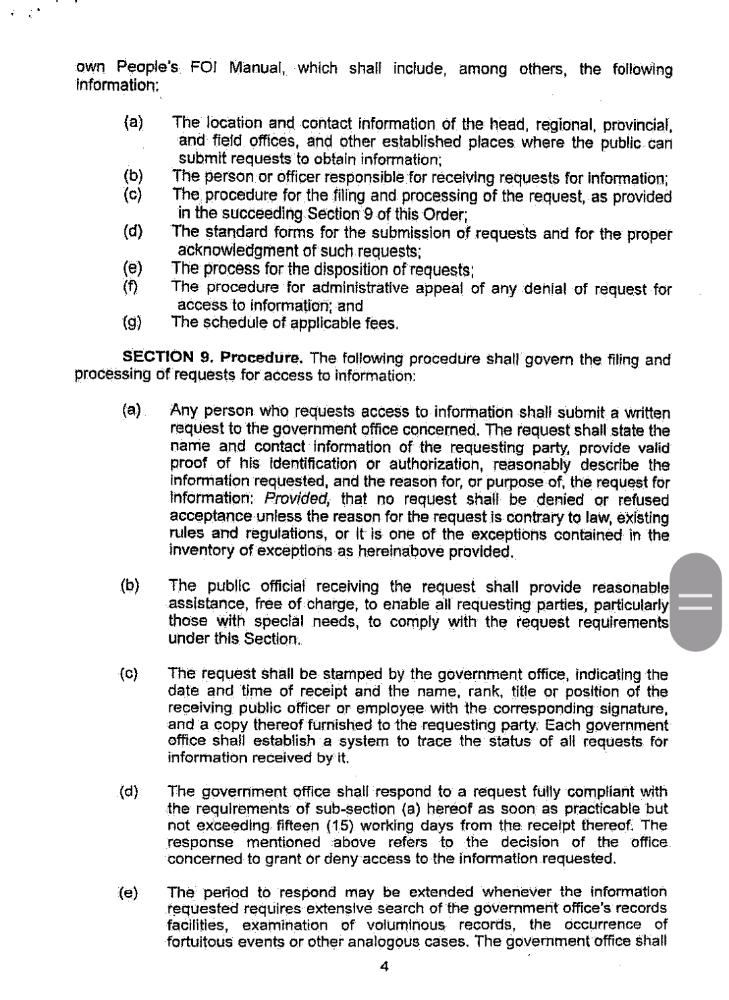 own People's FOI Manual, which shall include, among others, the following
information:
(a) The location and contact information of the head, regional, provincial,
and field offices, and other established places where the public can
submit requests to obtain information;
(b) The person or officer responsible for receiving requests for information;
(c) The procedure for the filing and processing of the request, as provided
in the succeeding Section 9 of this Order;
(d) The standard forms for the submission of requests and for the proper
acknowledgment of such requests;
(e) The process for the disposition of requests;
(f) The procedure for administrative appeal of any denial of request for
access to information; and
(g) The schedule of applicable fees.
SECTION 9. Procedure. The following procedure shall govern the filing and
processing of requests for access to information:
(a) Any person who requests access to information shall submit a written
request to the government office concerned. The request shall state the
name and contact information of the requesting party, provide valid
proof of his identification or authorization, reasonably describe the
information requested, and the reason for, or purpose of, the request for
information: Provided, that no request shall be denied or refused
acceptance unless the reason for the request is contrary to law, existing
rules and regulations, or it is one of the exceptions contained in the
inventory of exceptions as hereinabove provided.
(b) The public official receiving the request shall provide reasonable
assistance, free of charge, to enable all requesting parties, particularly
those with special needs, to comply with the request requirements
under this Section.
(c) The request shall be stamped by the government office, indicating the
date and time of receipt and the name, rank, title or position of the
receiving public officer or employee with the corresponding signature,
and a copy thereof furnished to the requesting party. Each government
office shall establish a system to trace the status of all requests for
information received by it.
(d) The government office shall respond to a request fully compliant with
the requirements of sub-section (a) hereof as soon as practicable but
not exceeding fifteen (15) working days from the receipt thereof. The
response mentioned above refers to the decision of the office
concerned to grant or deny access to the information requested.
(e) The period to respond may be extended whenever the information
requested requires extensive search of the government office's records
facilities, examination of voluminous records, the occurrence of
fortuitous events or other analogous cases. The government office shall
4